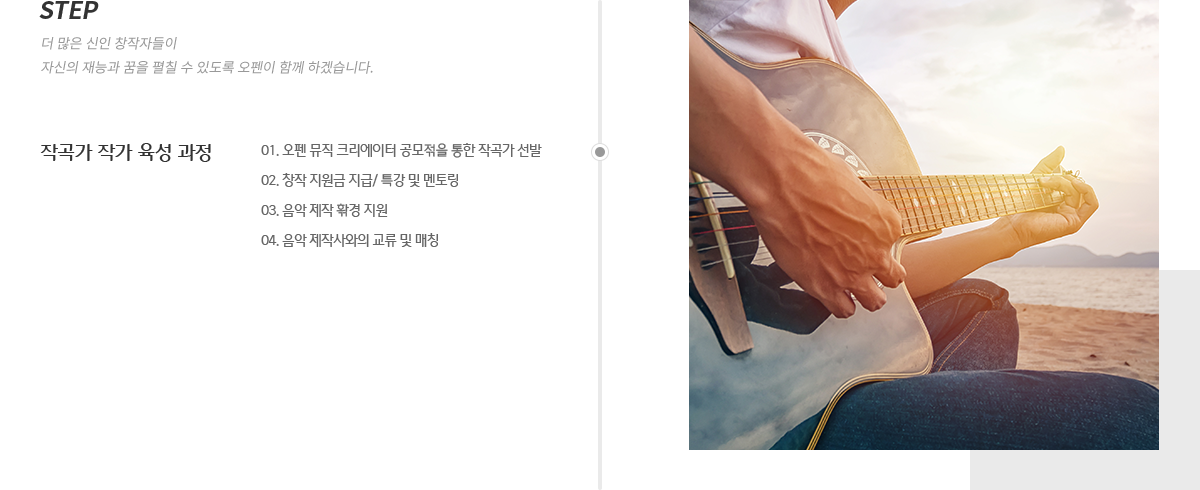 STEP
더 많은 신인 창작자들이
자신의 재능과 꿈을 펼칠 수 있도록 오펜이 함께 하겠습니다.
작곡가 작가 육성 과정
01. 오펜 뮤직 크리에이터 공모젂을 통한 작곡가 선발
02. 창작 지원금 지급/ 특강 및 멘토링
03. 음악 제작 홖경 지원
04. 음악 제작사와의 교류 및 매칭